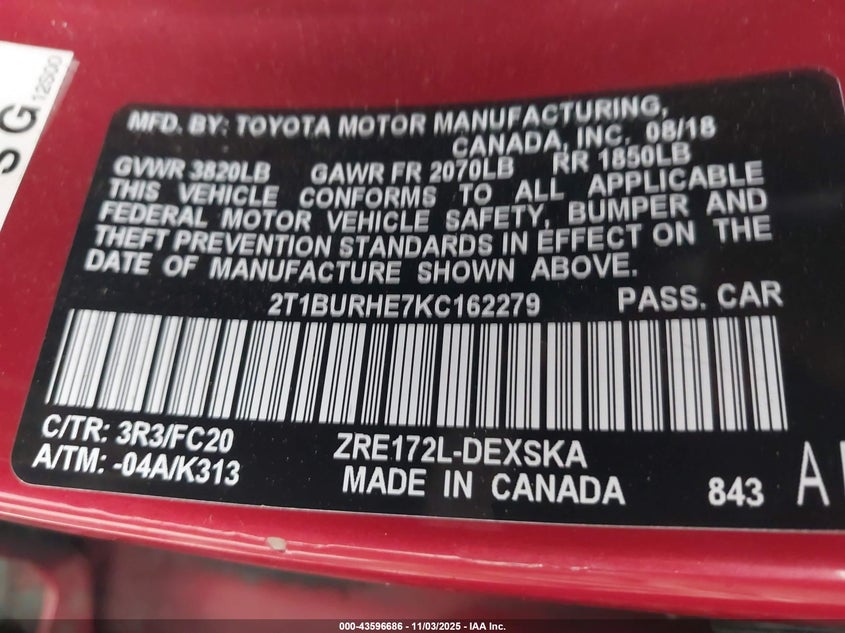 SG
12600
MFD. BY: TOYOTA MOTOR MANUFACTURING,
CANADA, INC. 08/18
GVWR 3820LB GAWR FR 2070LB RR 1850LB
THIS VEHICLE CONFORMS TO ALL APPLICABLE
FEDERAL MOTOR VEHICLE SAFETY, BUMPER AND
THEFT PREVENTION STANDARDS IN EFFECT ON THE
DATE OF MANUFACTURE SHOWN ABOVE.
2T1BURHE7KC162279 PASS. CAR
C/TR: 3R3/FC20 ZRE172L-DEXSKA
A/TM: -04A/K313 MADE IN CANADA 843
000-43596686 - 11/03/2025 - IAA Inc.